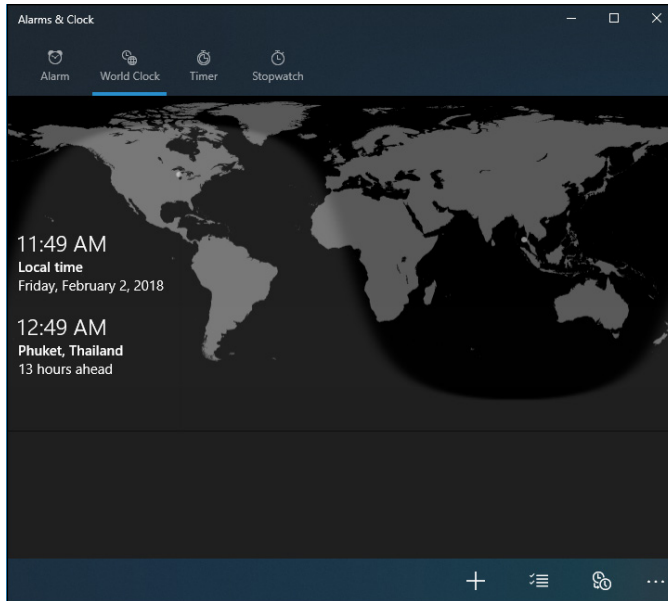 Alarms & Clock
Alarm
World Clock
Timer
Stopwatch
11:49 AM
Local time
Friday, February 2, 2018
12:49 AM
Phuket, Thailand
13 hours ahead